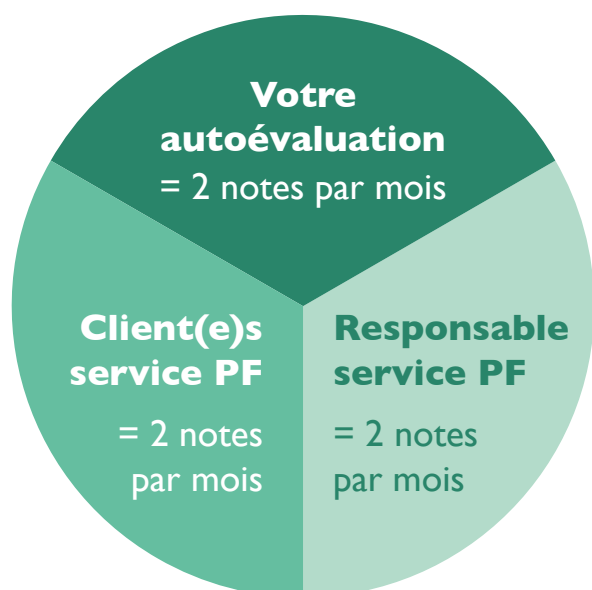 Votre
autoévaluation
= 2 notes par mois
Client(e)s
service PF
= 2 notes
par mois
Responsable
service PF
= 2 notes
par mois